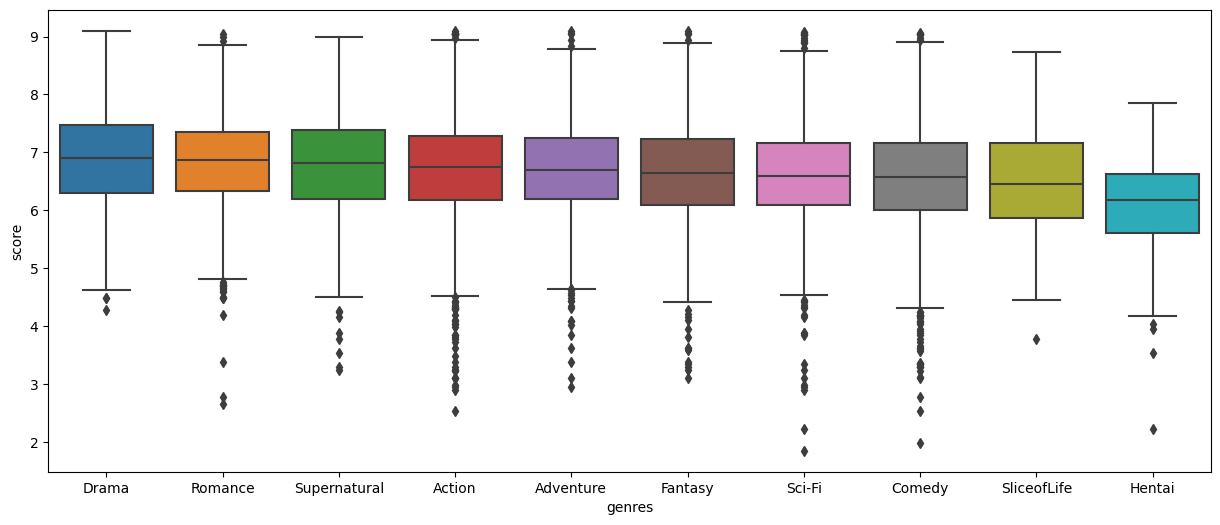 9
8
7
6
5
4
3
2
score
Drama Romance Supernatural Action Adventure Fantasy Sci-Fi Comedy SliceofLife Hentai
genres